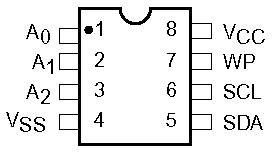 A0 1 8 VCC
A1 2 7 WP
A2 3 6 SCL
VSS 4 5 SDA